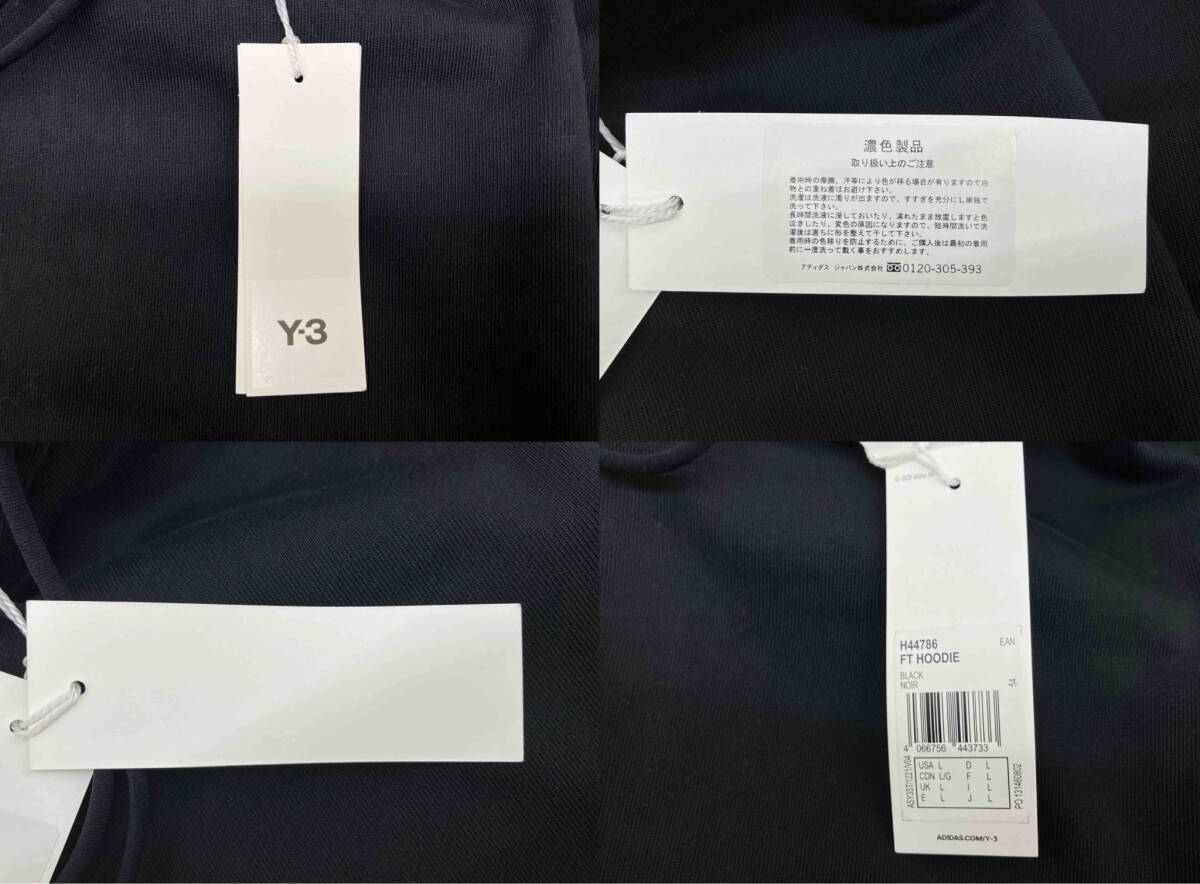 Y-3
濃色製品
取り扱い上のご注意
着用時の摩擦、汗等により色が移る場合が有りますので白
物との重ね着はお避け下さい。
洗濯は洗液に濁りが出ますので、すすぎを充分にし単独で
洗って下さい。
長時間洗液に浸しておいたり、濡れたまま放置しますと色
泣きしたり、変色の原因になりますので、短時間洗いで洗
濯後は直ちに形を整えて干して下さい。
着用時の色移りを防止するために、ご購入後は最初の着用
前に一度洗って戴く事をおすすめします。
アディダス ジャパン株式会社 0120-305-393
H44786 EAN
FT HOODIE
BLACK
NOIR
54
4 066756 443733
ASY3ST/1221/V04
USA L D L
CDN L/G F L
UK L I L
E L J L
PO 131460802
ADIDAS.COM/Y-3